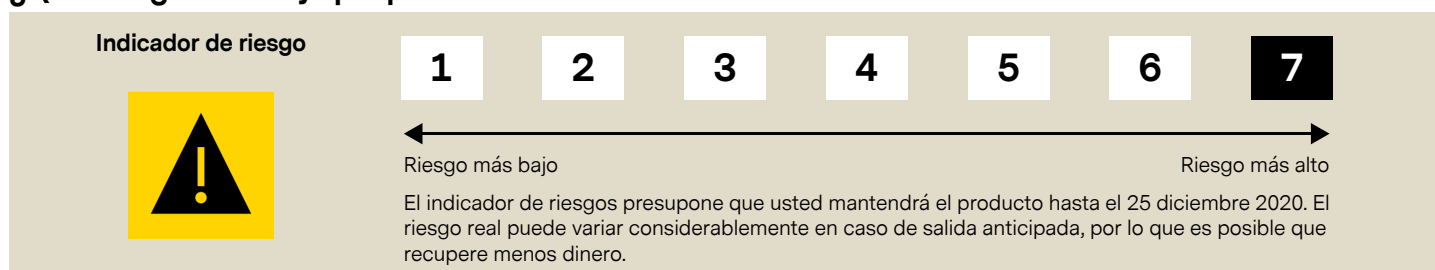 Indicador de riesgo
1 2 3 4 5 6 7
Riesgo más bajo Riesgo más alto
El indicador de riesgos presupone que usted mantendrá el producto hasta el 25 diciembre 2020. El
riesgo real puede variar considerablemente en caso de salida anticipada, por lo que es posible que
recupere menos dinero.